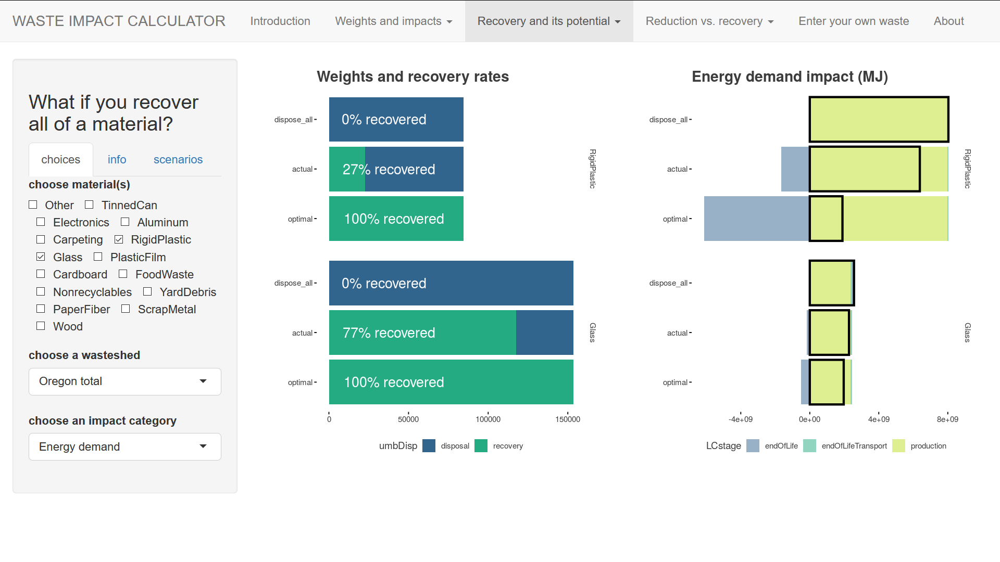 WASTE IMPACT CALCULATOR Introduction Weights and impacts Recovery and its potential Reduction vs. recovery Enter your own waste About
What if you recover
all of a material?
choices info scenarios
choose material(s)
Other TinnedCan
Electronics Aluminum
Carpeting RigidPlastic
Glass PlasticFilm
Cardboard FoodWaste
Nonrecyclables YardDebris
PaperFiber ScrapMetal
Wood
choose a wasteshed
Oregon total
choose an impact category
Energy demand
Weights and recovery rates
dispose_all
0% recovered
actual
27% recovered
optimal
100% recovered
RigidPlastic
dispose_all
0% recovered
actual
77% recovered
optimal
100% recovered
Glass
0 50000 100000 150000
umbDisp disposal recovery
Energy demand impact (MJ)
dispose_all
actual
optimal
RigidPlastic
dispose_all
actual
optimal
Glass
-4e+09 0e+00 4e+09 8e+09
LCstage endOfLife endOfLifeTransport production